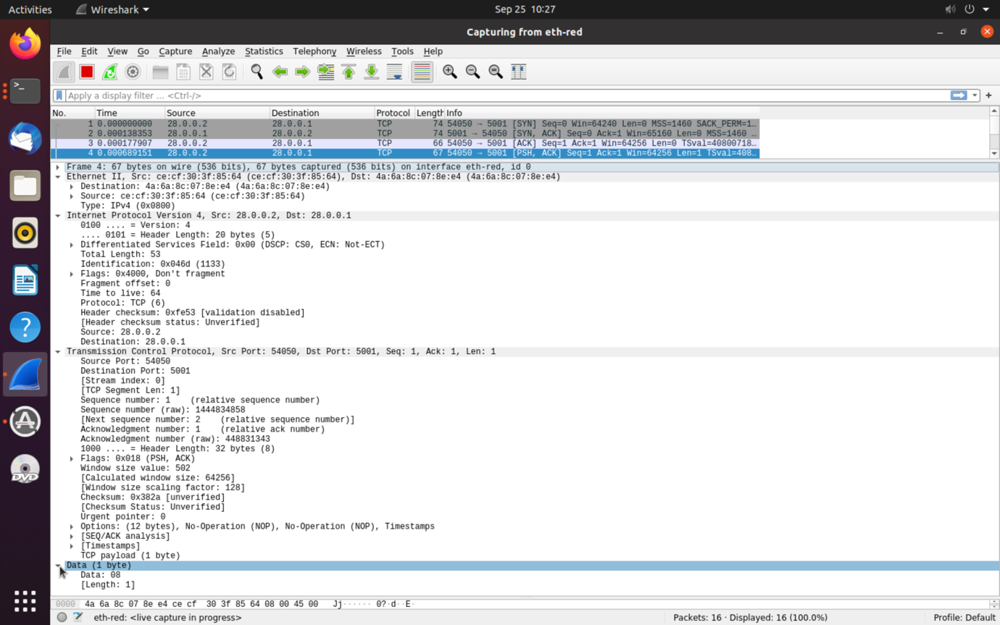 Activities Wireshark Sep 25 10:27
Capturing from eth-red
File Edit View Go Capture Analyze Statistics Telephony Wireless Tools Help
Apply a display filter ... <Ctrl-/>
No. Time Source Destination Protocol Length Info
1 0.000000000 28.0.0.2 28.0.0.1 TCP 74 54050 → 5001 [SYN] Seq=0 Win=64240 Len=0 MSS=1460 SACK_PERM=1…
2 0.000138353 28.0.0.1 28.0.0.2 TCP 74 5001 → 54050 [SYN, ACK] Seq=0 Ack=1 Win=65160 Len=0 MSS=1460 …
3 0.000177907 28.0.0.2 28.0.0.1 TCP 66 54050 → 5001 [ACK] Seq=1 Ack=1 Win=64256 Len=0 TSval=40800718…
4 0.000689151 28.0.0.2 28.0.0.1 TCP 67 54050 → 5001 [PSH, ACK] Seq=1 Ack=1 Win=64256 Len=1 TSval=408…
Frame 4: 67 bytes on wire (536 bits), 67 bytes captured (536 bits) on interface eth-red, id 0
Ethernet II, Src: ce:cf:30:3f:85:64 (ce:cf:30:3f:85:64), Dst: 4a:6a:8c:07:8e:e4 (4a:6a:8c:07:8e:e4)
Destination: 4a:6a:8c:07:8e:e4 (4a:6a:8c:07:8e:e4)
Source: ce:cf:30:3f:85:64 (ce:cf:30:3f:85:64)
Type: IPv4 (0x0800)
Internet Protocol Version 4, Src: 28.0.0.2, Dst: 28.0.0.1
0100 .... = Version: 4
.... 0101 = Header Length: 20 bytes (5)
Differentiated Services Field: 0x00 (DSCP: CS0, ECN: Not-ECT)
Total Length: 53
Identification: 0x046d (1133)
Flags: 0x4000, Don't fragment
Fragment offset: 0
Time to live: 64
Protocol: TCP (6)
Header checksum: 0xfe53 [validation disabled]
[Header checksum status: Unverified]
Source: 28.0.0.2
Destination: 28.0.0.1
Transmission Control Protocol, Src Port: 54050, Dst Port: 5001, Seq: 1, Ack: 1, Len: 1
Source Port: 54050
Destination Port: 5001
[Stream index: 0]
[TCP Segment Len: 1]
Sequence number: 1 (relative sequence number)
Sequence number (raw): 1444834858
[Next sequence number: 2 (relative sequence number)]
Acknowledgment number: 1 (relative ack number)
Acknowledgment number (raw): 448831343
1000 .... = Header Length: 32 bytes (8)
Flags: 0x018 (PSH, ACK)
Window size value: 502
[Calculated window size: 64256]
[Window size scaling factor: 128]
Checksum: 0x382a [unverified]
[Checksum Status: Unverified]
Urgent pointer: 0
Options: (12 bytes), No-Operation (NOP), No-Operation (NOP), Timestamps
[SEQ/ACK analysis]
[Timestamps]
TCP payload (1 byte)
Data (1 byte)
Data: 08
[Length: 1]
0000 4a 6a 8c 07 8e e4 ce cf 30 3f 85 64 08 00 45 00 Jj······ 0?·d··E·
eth-red: <live capture in progress> Packets: 16 · Displayed: 16 (100.0%) Profile: Default
>_
?
A
DVD